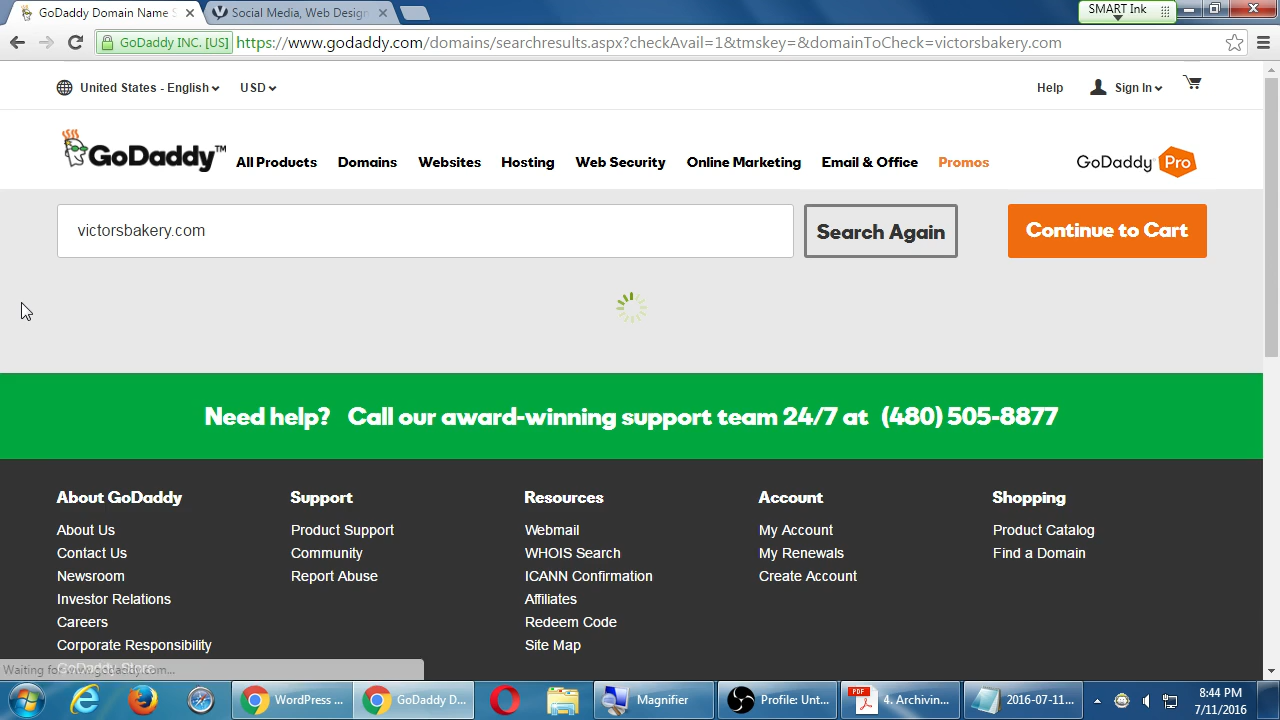 GoDaddy Domain Name S
Social Media, Web Design
SMART Ink
GoDaddy INC. [US]
https://www.godaddy.com/domains/searchresults.aspx?checkAvail=1&tmskey=&domainToCheck=victorsbakery.com
United States - English
USD
Help
Sign In
GoDaddy™
All Products
Domains
Websites
Hosting
Web Security
Online Marketing
Email & Office
Promos
GoDaddy Pro
victorsbakery.com
Search Again
Continue to Cart
Need help? Call our award-winning support team 24/7 at (480) 505-8877
About GoDaddy
About Us
Contact Us
Newsroom
Investor Relations
Careers
Corporate Responsibility
GoDaddy Store
Support
Product Support
Community
Report Abuse
Resources
Webmail
WHOIS Search
ICANN Confirmation
Affiliates
Redeem Code
Site Map
Account
My Account
My Renewals
Create Account
Shopping
Product Catalog
Find a Domain
Waiting for www.godaddy.com...
WordPress ...
GoDaddy D...
Magnifier
Profile: Unt...
PDF
4. Archivin...
2016-07-11...
8:44 PM
7/11/2016